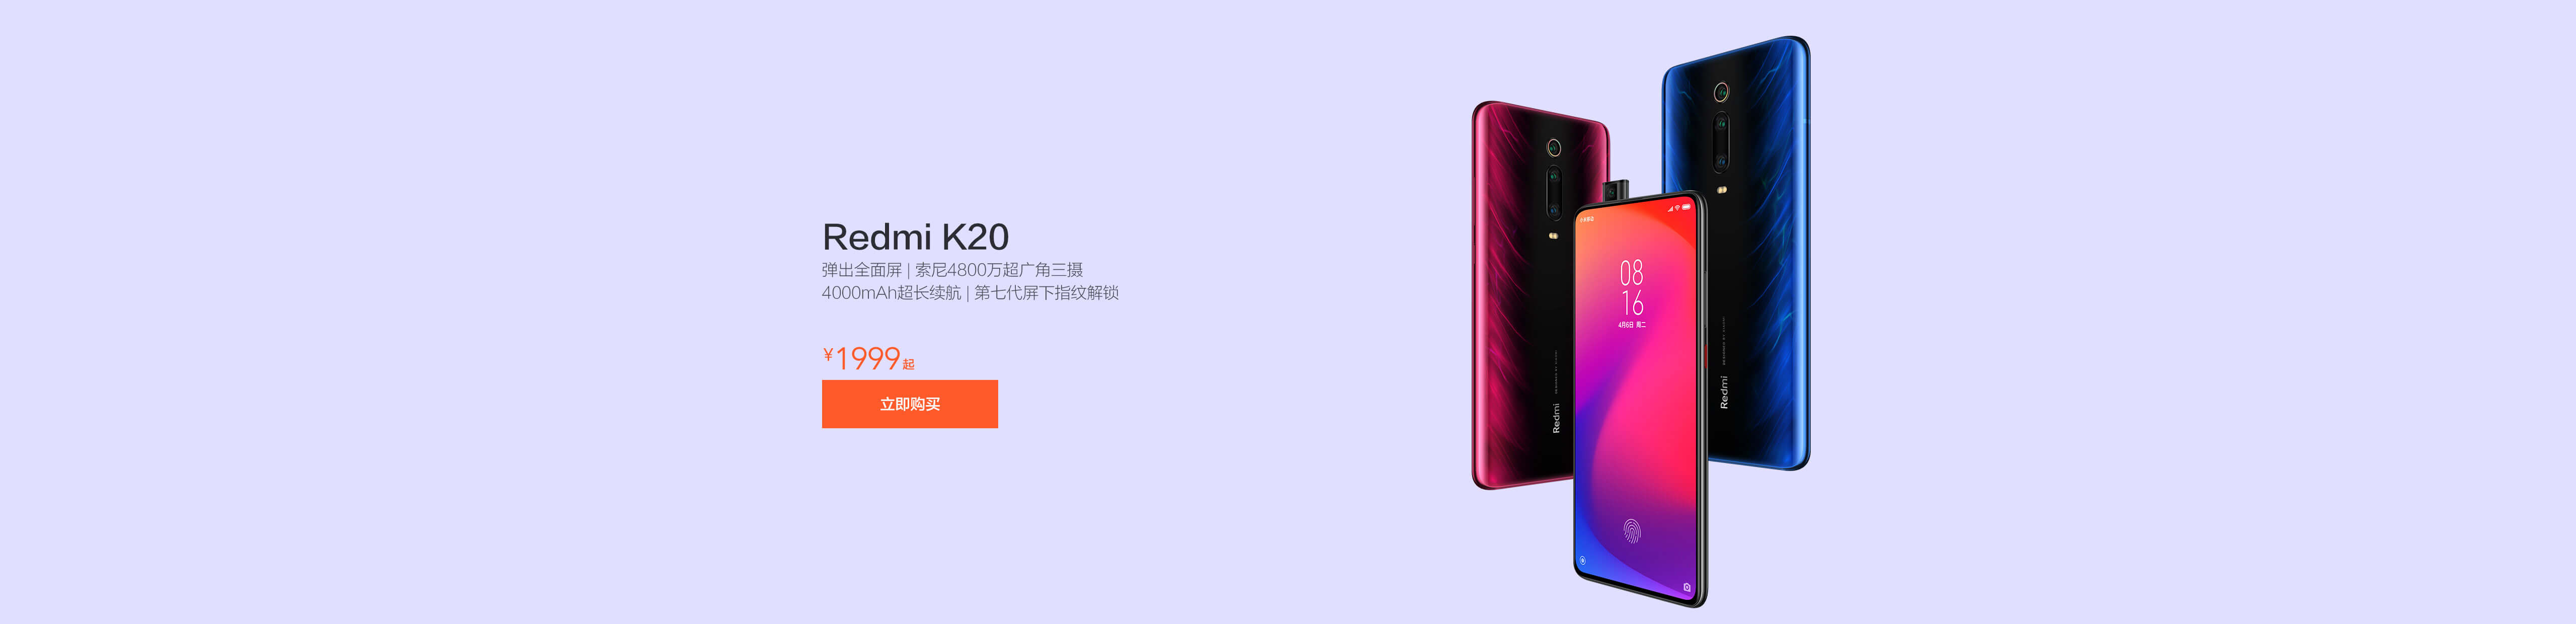 Redmi K20
弹出全面屏 | 索尼4800万超广角三摄
4000mAh超长续航 | 第七代屏下指纹解锁
¥1999起
立即购买
08
16
4月6日 周二
Redmi
Redmi